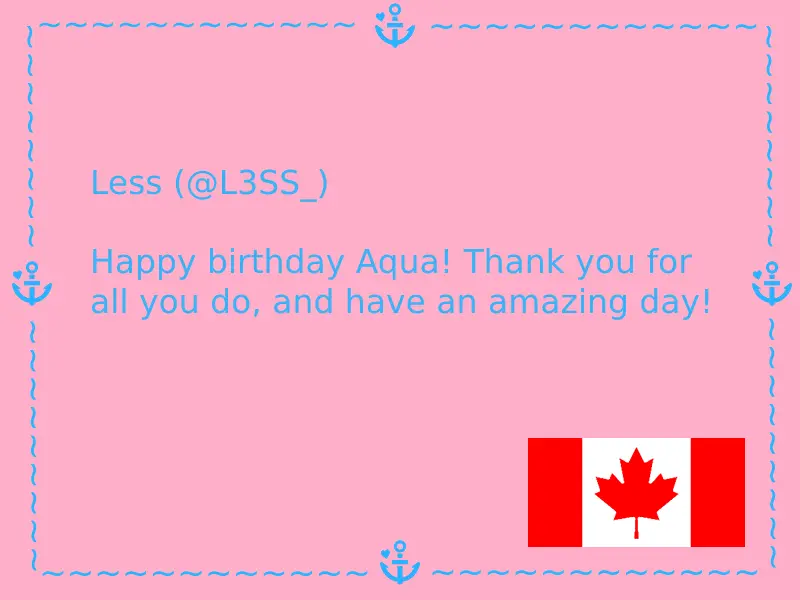 Less (@L3SS_)
Happy birthday Aqua! Thank you for
all you do, and have an amazing day!